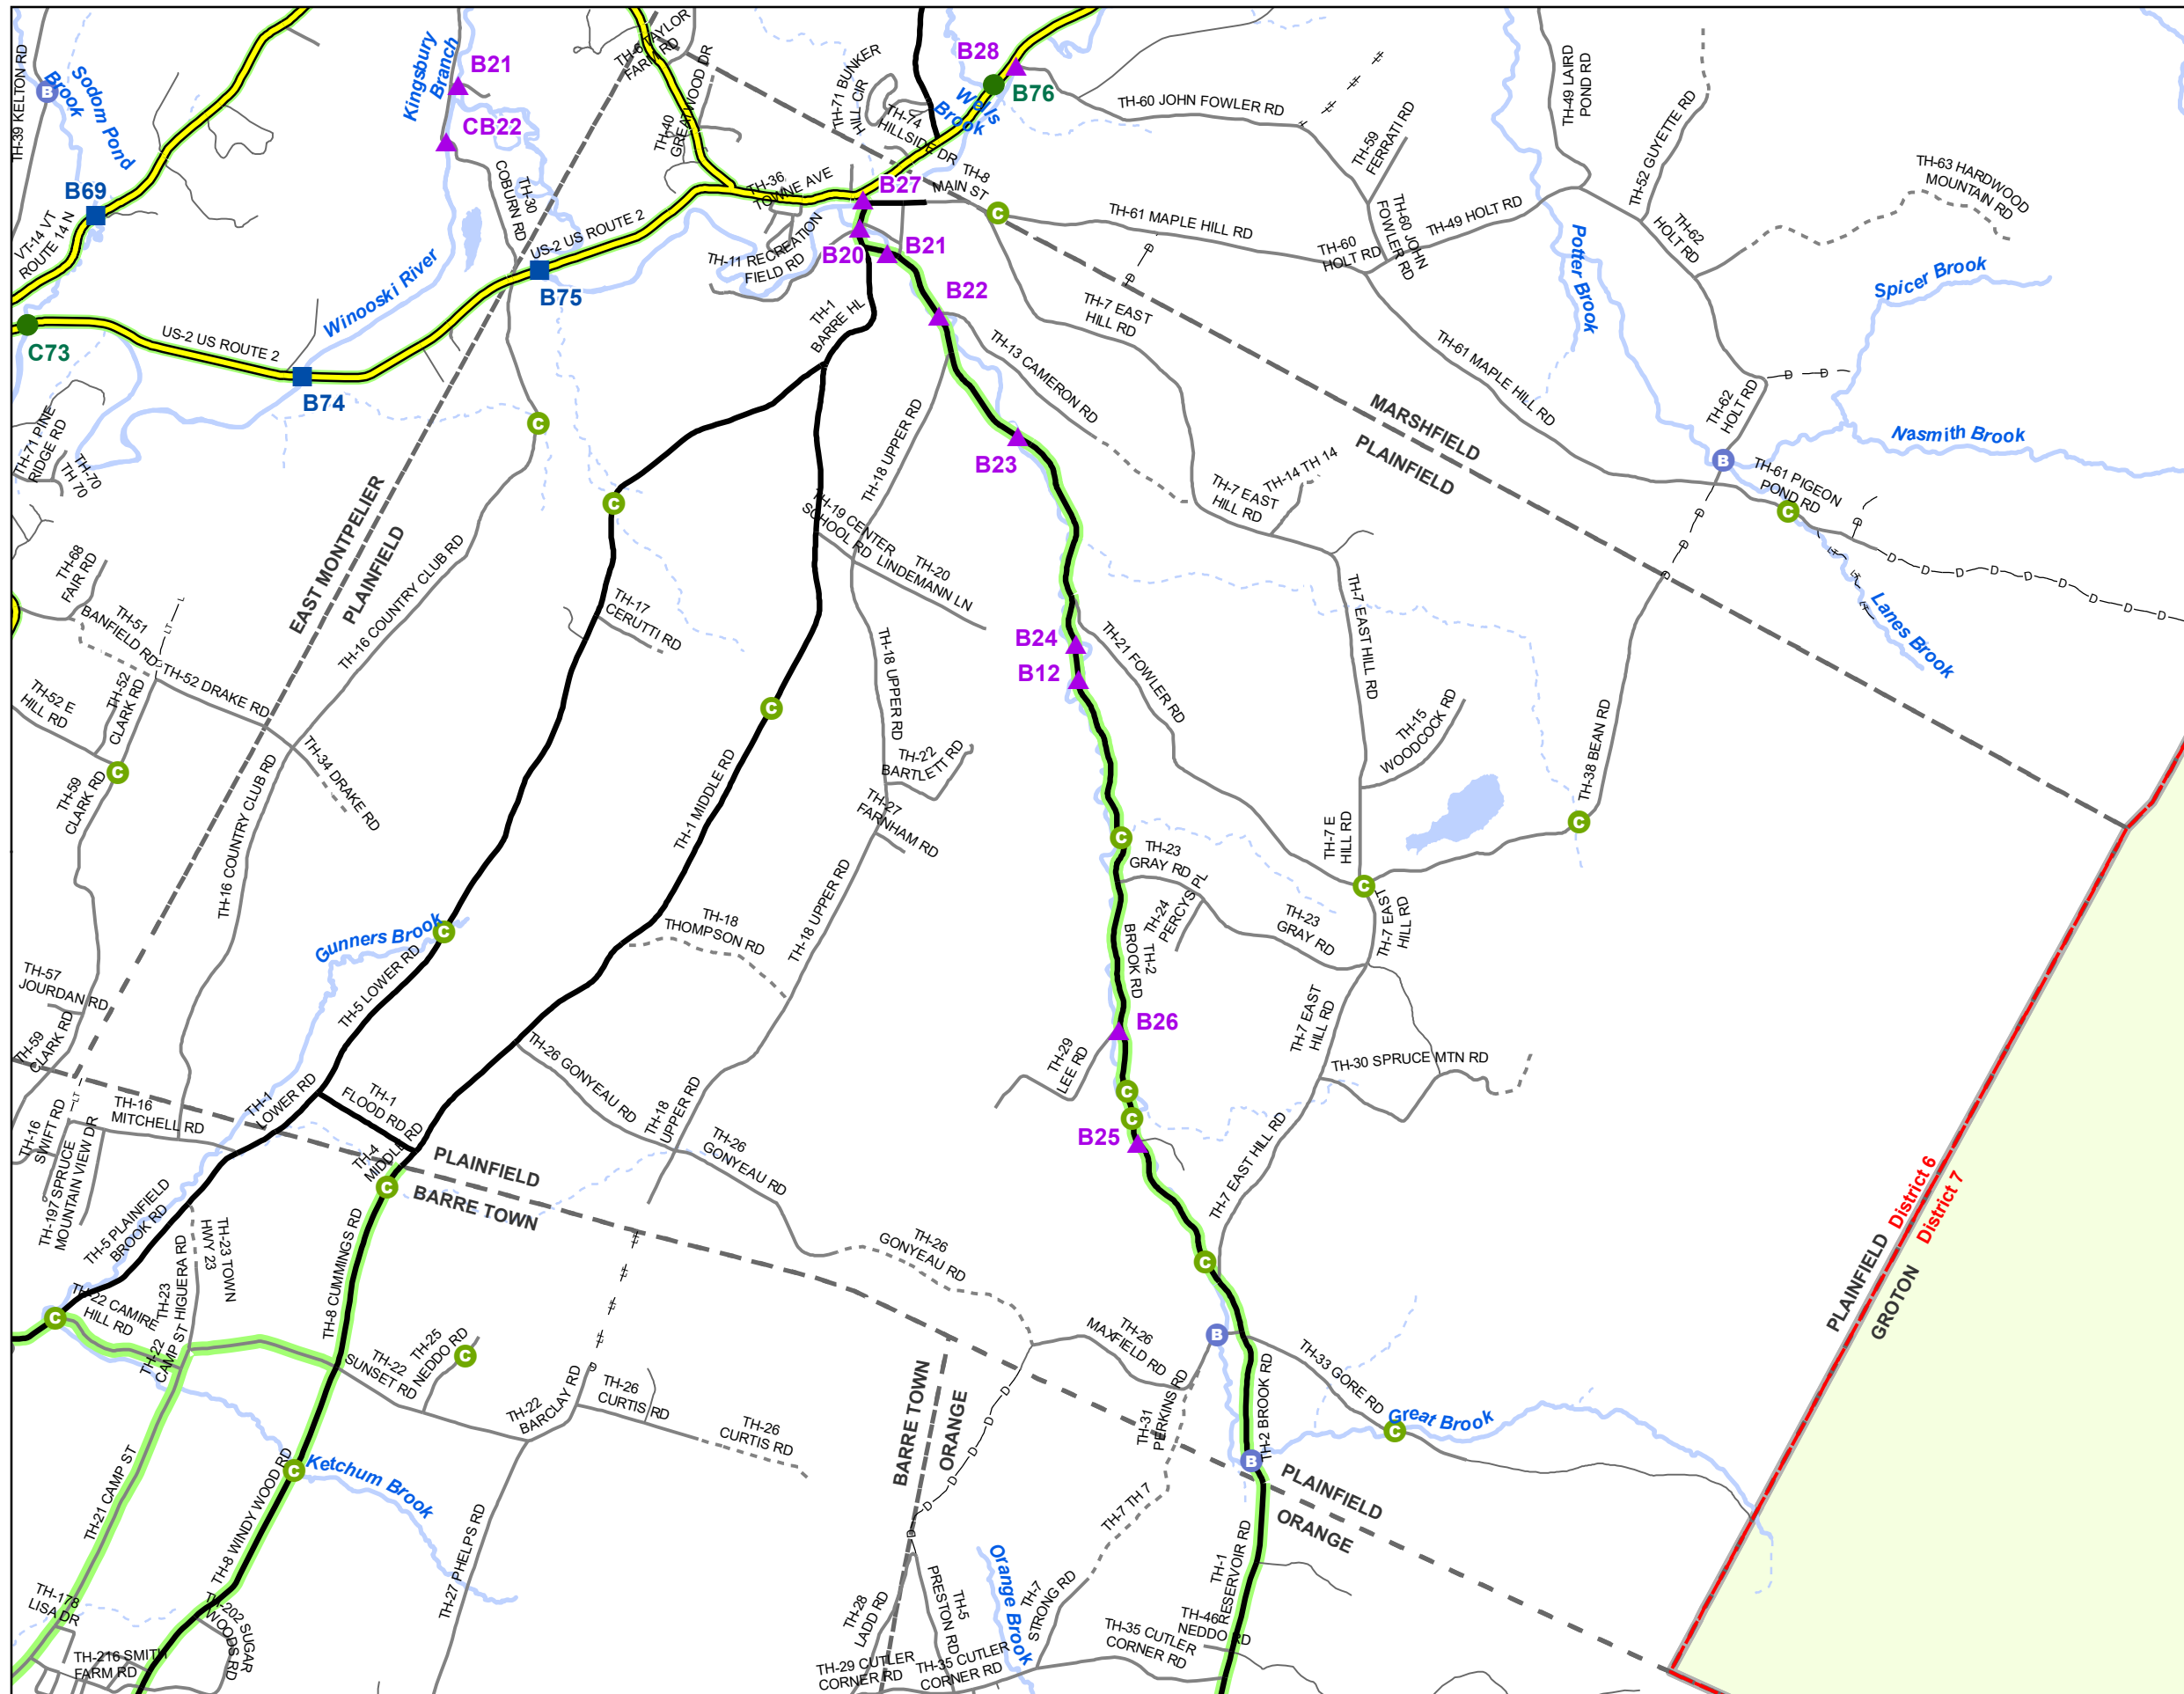 TH-39 KELTON RD
B
Sodom Pond
Brook
Kingsbury
Branch
B21
CB22
TH-6 TAYLOR
FARM RD
TH-40
GREATWOOD DR
TH-71 BUNKER
HILL CIR
TH-74
HILLSIDE DR
Wells
Brook
B28
B76
TH-60 JOHN FOWLER RD
TH-59
FERRATI RD
TH-49 LAIRD
POND RD
TH-52 GUYETTE RD
TH-63 HARDWOOD
MOUNTAIN RD
B69
VT-14 VT
ROUTE 14 N
COBURN RD
TH-30
US-2 US ROUTE 2
TH-36
TOWNE AVE
B27
TH-8
MAIN ST
C
TH-61 MAPLE HILL RD
TH-60
HOLT RD
TH-60 JOHN
FOWLER RD
TH-49 HOLT RD
TH-62
HOLT RD
Potter Brook
Spicer Brook
B20
B21
TH-11 RECREATION
FIELD RD
B75
Winooski River
B22
TH-1
BARRE HL
TH-7 EAST
HILL RD
C73
US-2 US ROUTE 2
B74
TH-13 CAMERON RD
TH-61 MAPLE HILL RD
TH-62
HOLT RD
D D
MARSHFIELD
PLAINFIELD
Nasmith Brook
B
TH-71 PINE
RIDGE RD
TH-70
TH 70
C
C
B23
TH-18 UPPER RD
TH-7 EAST
HILL RD
TH-14 TH 14
TH-61 PIGEON
POND RD
C
EAST MONTPELIER
PLAINFIELD
TH-19 CENTER
SCHOOL RD
TH-20
LINDEMANN LN
TH-68
FAIR RD
TH-51
BANFIELD RD
TH-16 COUNTRY CLUB RD
TH-17
CERUTTI RD
TH-7 EAST HILL RD
Lanes Brook
B24
B12
TH-21 FOWLER RD
TH-52 DRAKE RD
TH-52 E
HILL RD
TH-52
CLARK RD
TH-18 UPPER RD
C
TH-15
WOODCOCK RD
TH-38 BEAN RD
C
TH-34 DRAKE RD
TH-22
BARTLETT RD
TH-59
CLARK RD
C
TH-1 MIDDLE RD
TH-27
FARNHAM RD
C
TH-7 E
HILL RD
TH-16 COUNTRY CLUB RD
TH-23
GRAY RD
C
TH-24
PERCYS PL
TH-23
GRAY RD
TH-7 EAST
HILL RD
Gunners Brook
C
TH-18
THOMPSON RD
TH-18 UPPER RD
TH-2
BROOK RD
TH-57
JOURDAN RD
TH-5 LOWER RD
TH-59
CLARK RD
B26
TH-7 EAST
HILL RD
TH-29
LEE RD
TH-30 SPRUCE MTN RD
TH-26 GONYEAU RD
TH-16
MITCHELL RD
TH-1
LOWER RD
TH-1
FLOOD RD
TH-18
UPPER RD
C
C
B25
TH-16
SWIFT RD
TH-4
MIDDLE RD
PLAINFIELD
BARRE TOWN
TH-26
GONYEAU RD
TH-7 EAST HILL RD
TH-197 SPRUCE
MOUNTAIN VIEW DR
TH-5 PLAINFIELD
BROOK RD
C
TH-23 TOWN
HWY 23
TH-23
HIGUERA RD
TH-8 CUMMINGS RD
TH-26
GONYEAU RD
C
District 6
District 7
PLAINFIELD
GROTON
TH-22 CAMIRE
HILL RD
C
TH-22
CAMP ST
TH-22
SUNSET RD
TH-25
NEDDO RD
C
TH-26
MAXFIELD RD
B
TH-33 GORE RD
TH-22
BARCLAY RD
TH-26
CURTIS RD
TH-26
CURTIS RD
BARRE TOWN
ORANGE
TH-31
PERKINS RD
TH-2 BROOK RD
C
Great Brook
TH-21 CAMP ST
C
Ketchum Brook
B
PLAINFIELD
ORANGE
TH-7 TH 7
TH-8 WINDY WOOD RD
TH-27 PHELPS RD
Orange Brook
TH-1
RESERVOIR RD
TH-178
LISA DR
TH-202 SUGAR
WOODS RD
TH-28
LADD RD
TH-5
PRESTON RD
TH-7
STRONG RD
TH-46
NEDDO RD
TH-35 CUTLER
CORNER RD
TH-216 SMITH
FARM RD
TH-29 CUTLER
CORNER RD
TH-35 CUTLER
CORNER RD